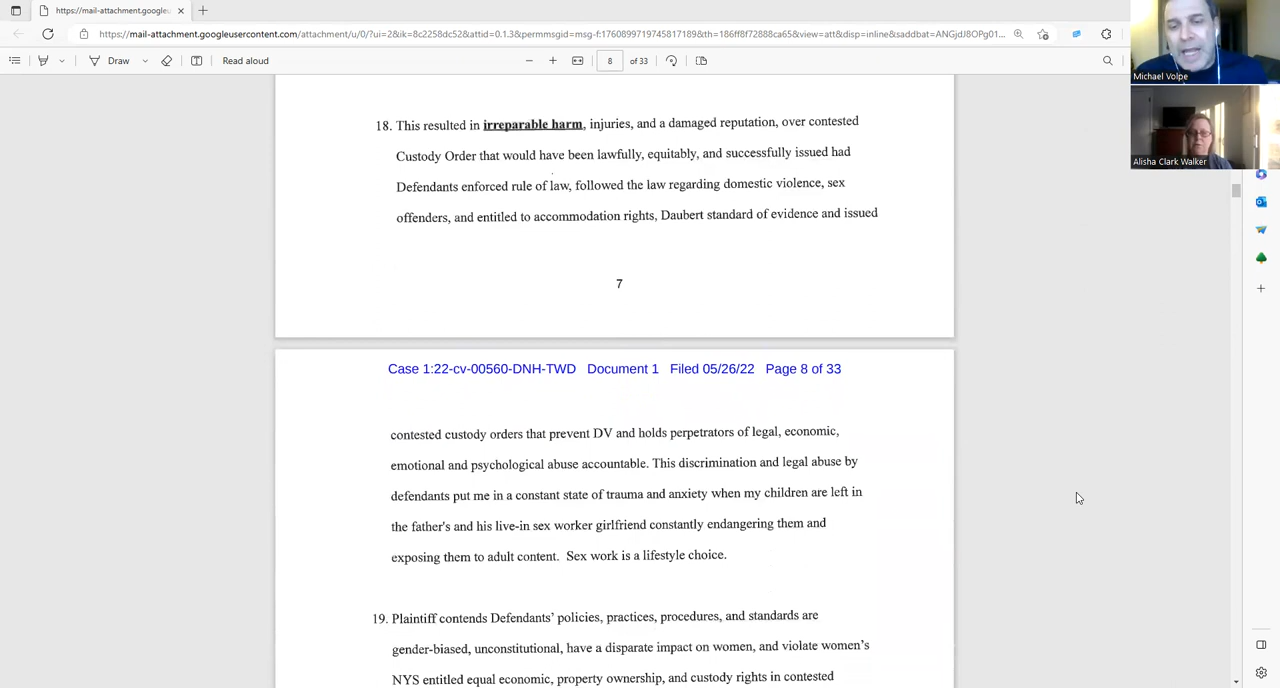 https://mail-attachment.googleu
https://mail-attachment.googleusercontent.com/attachment/u/0/?ui=2&ik=8c2258dc52&attid=0.1.3&permmsgid=msg-f:1760899719745817189&th=186ff8f72888ca65&view=att&disp=inline&saddbat=ANGjdJ8OPg01...
Draw
Read aloud
8
of 33
Michael Volpe
Alisha Clark Walker
18. This resulted in irreparable harm, injuries, and a damaged reputation, over contested
Custody Order that would have been lawfully, equitably, and successfully issued had
Defendants enforced rule of law, followed the law regarding domestic violence, sex
offenders, and entitled to accommodation rights, Daubert standard of evidence and issued
7
Case 1:22-cv-00560-DNH-TWD Document 1 Filed 05/26/22 Page 8 of 33
contested custody orders that prevent DV and holds perpetrators of legal, economic,
emotional and psychological abuse accountable. This discrimination and legal abuse by
defendants put me in a constant state of trauma and anxiety when my children are left in
the father's and his live-in sex worker girlfriend constantly endangering them and
exposing them to adult content. Sex work is a lifestyle choice.
19. Plaintiff contends Defendants' policies, practices, procedures, and standards are
gender-biased, unconstitutional, have a disparate impact on women, and violate women's
NYS entitled equal economic, property ownership, and custody rights in contested